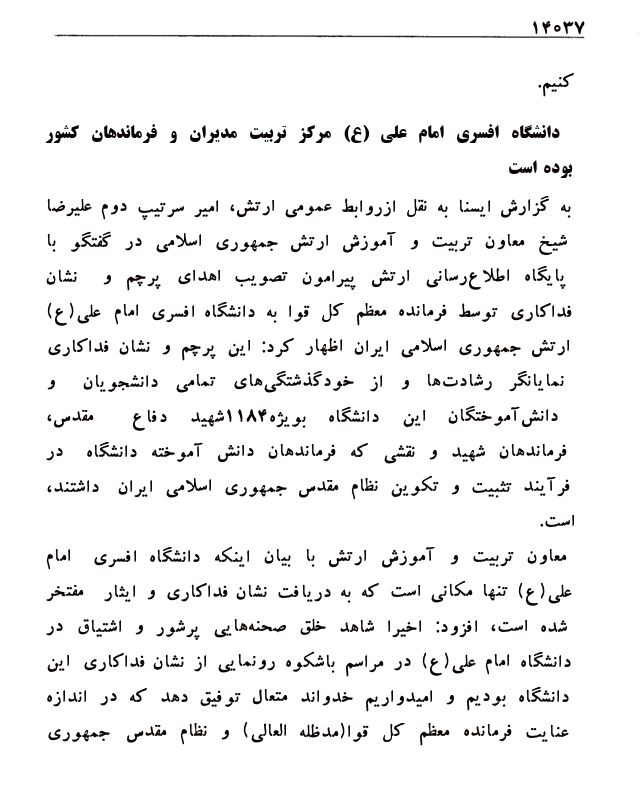 ۱۴۰۳۷
کنیم.
دانشگاه افسری امام علی (ع) مرکز تربیت مدیران و فرماندهان کشور
بوده است
به گزارش ایسنا به نقل ازروابط عمومی ارتش، امیر سرتیپ دوم علیرضا
شیخ معاون تربیت و آموزش ارتش جمهوری اسلامی در گفتگو با
پایگاه اطلاع‌رسانی ارتش پیرامون تصویب اهدای پرچم و نشان
فداکاری توسط فرمانده معظم کل قوا به دانشگاه افسری امام علی(ع)
ارتش جمهوری اسلامی ایران اظهار کرد: این پرچم و نشان فداکاری
نمایانگر رشادت‌ها و از خودگذشتگی‌های تمامی دانشجویان و
دانش‌آموختگان این دانشگاه بویژه۱۱۸۴شهید دفاع مقدس،
فرماندهان شهید و نقشی که فرماندهان دانش آموخته دانشگاه در
فرآیند تثبیت و تکوین نظام مقدس جمهوری اسلامی ایران داشتند،
است.
معاون تربیت و آموزش ارتش با بیان اینکه دانشگاه افسری امام
علی(ع) تنها مکانی است که به دریافت نشان فداکاری و ایثار مفتخر
شده است، افزود: اخیرا شاهد خلق صحنه‌هایی پرشور و اشتیاق در
دانشگاه امام علی(ع) در مراسم باشکوه رونمایی از نشان فداکاری این
دانشگاه بودیم و امیدواریم خدواند متعال توفیق دهد که در اندازه
عنایت فرمانده معظم کل قوا(مدظله العالی) و نظام مقدس جمهوری